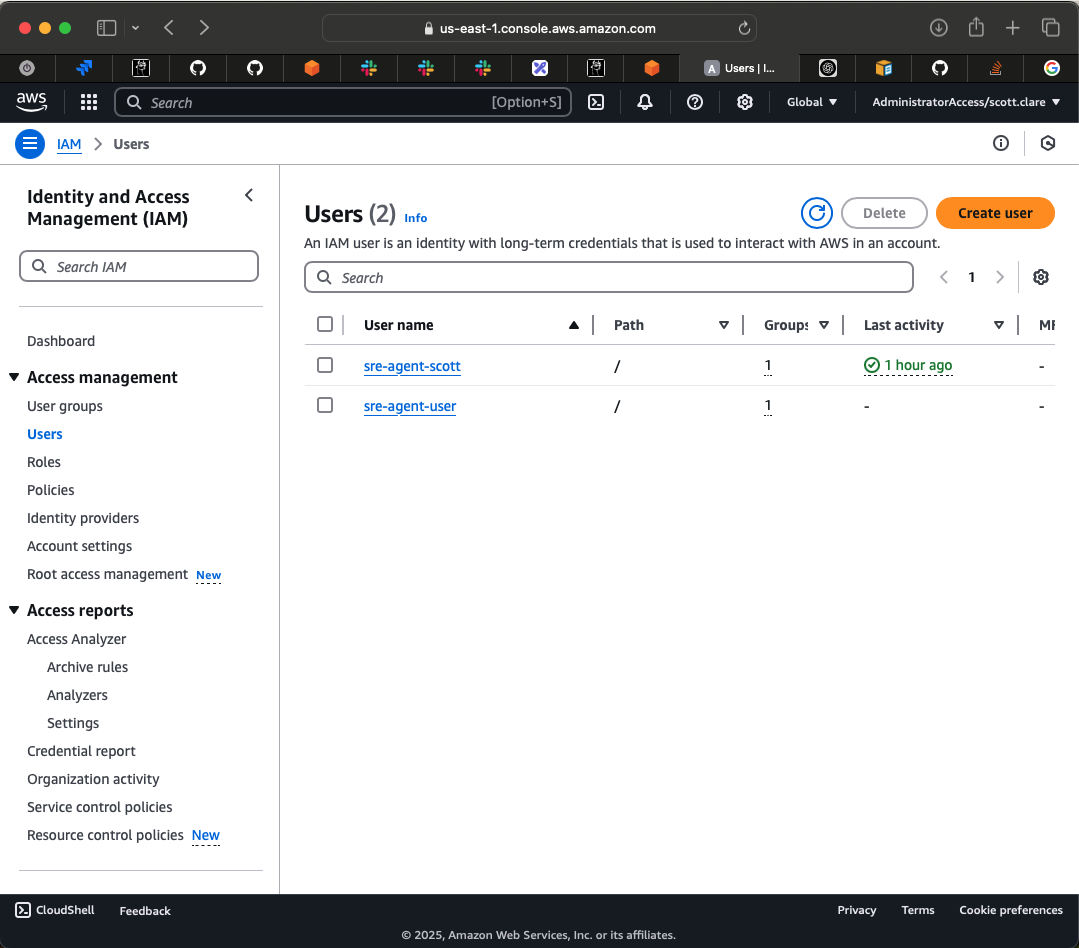 us-east-1.console.aws.amazon.com
A Users | I...
aws Search [Option+S] Global AdministratorAccess/scott.clare
IAM Users
Identity and Access
Management (IAM)
Search IAM
Dashboard
Access management
User groups
Users
Roles
Policies
Identity providers
Account settings
Root access management New
Access reports
Access Analyzer
Archive rules
Analyzers
Settings
Credential report
Organization activity
Service control policies
Resource control policies New
Users (2) Info
Delete
Create user
An IAM user is an identity with long-term credentials that is used to interact with AWS in an account.
Search
1
User name Path Groups Last activity
sre-agent-scott / 1 1 hour ago -
sre-agent-user / 1 - -
CloudShell Feedback Privacy Terms Cookie preferences
© 2025, Amazon Web Services, Inc. or its affiliates.